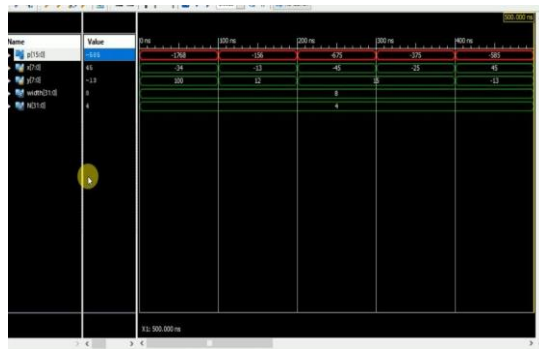 500.000 ns
Name Value 0 ns 100 ns 200 ns 300 ns 400 ns
p[15:0] -585 -1768 -156 -675 -375 -585
x[7:0] 45 -34 -13 -45 -25 45
y[7:0] -13 100 12 15 -13
width[31:0] 8 8
N[31:0] 4 4
X1: 500.000 ns